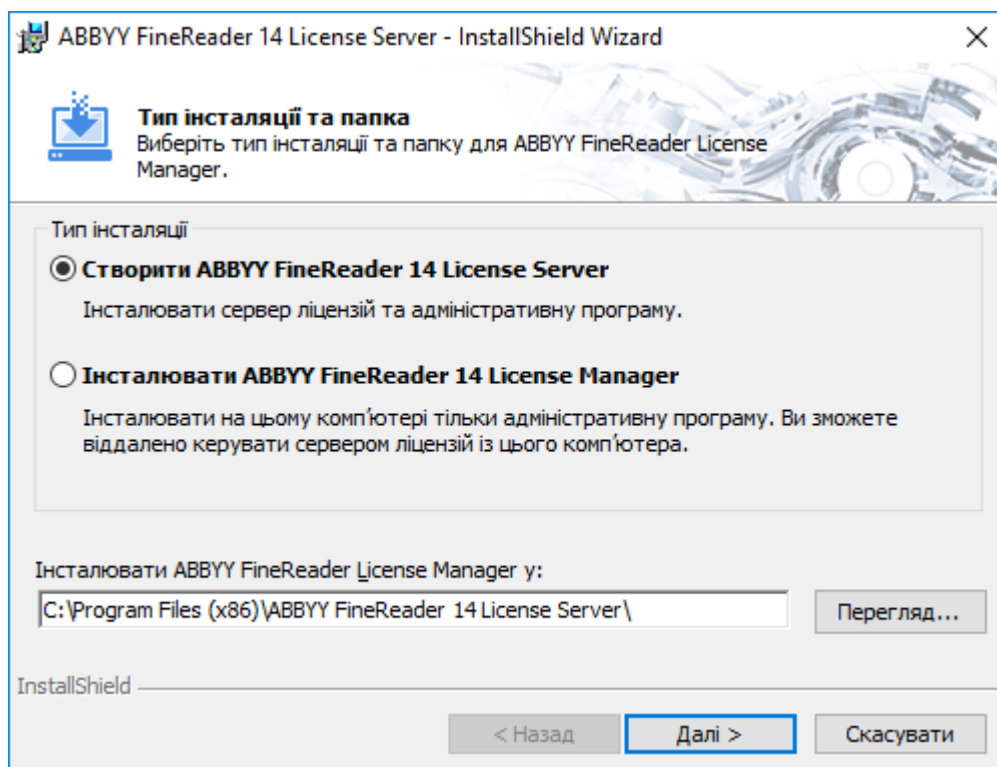 ABBYY FineReader 14 License Server - InstallShield Wizard
Тип інсталяції та папка
Виберіть тип інсталяції та папку для ABBYY FineReader License
Manager.
Тип інсталяції
Створити ABBYY FineReader 14 License Server
Інсталювати сервер ліцензій та адміністративну програму.
Інсталювати ABBYY FineReader 14 License Manager
Інсталювати на цьому комп’ютері тільки адміністративну програму. Ви зможете
віддалено керувати сервером ліцензій із цього комп’ютера.
Інсталювати ABBYY FineReader License Manager у:
C:\Program Files (x86)\ABBYY FineReader 14 License Server\
Перегляд...
InstallShield
< Назад
Далі >
Скасувати